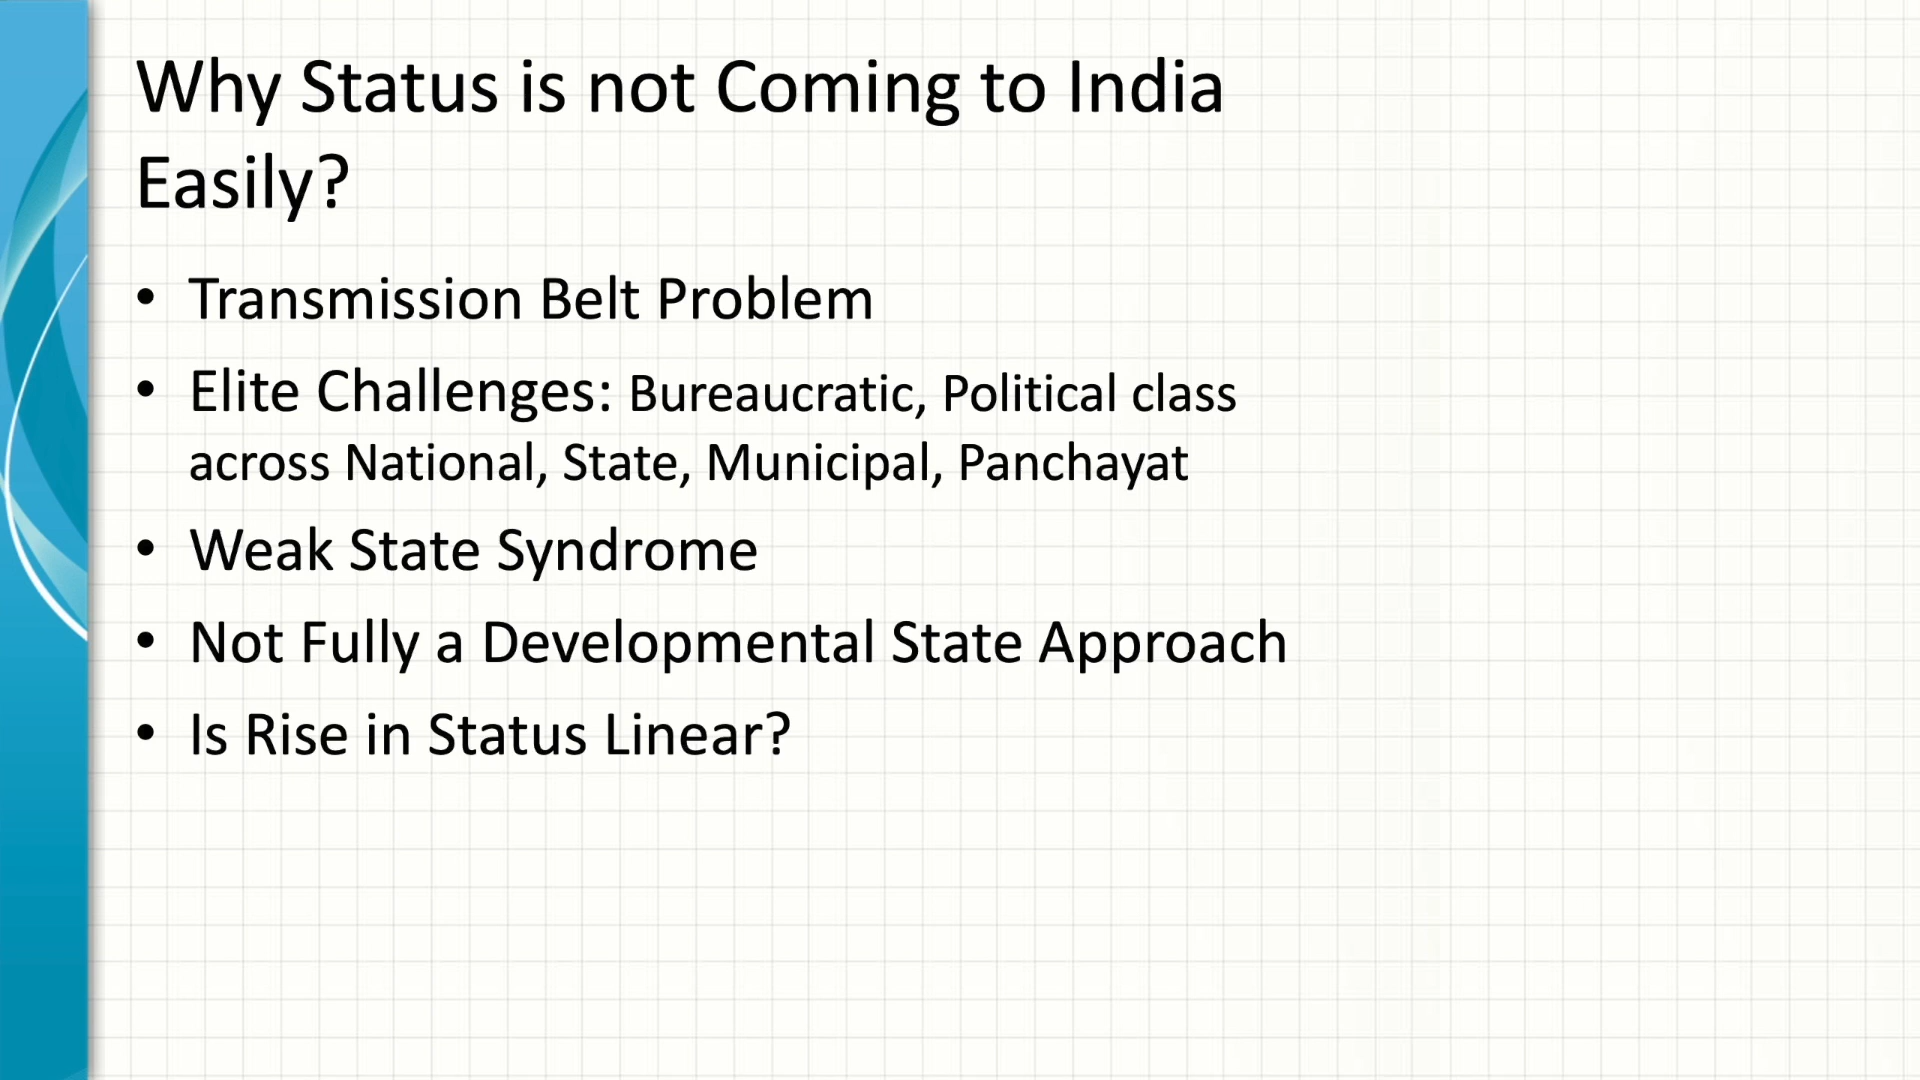 Why Status is not Coming to India
Easily?
• Transmission Belt Problem
• Elite Challenges: Bureaucratic, Political class
across National, State, Municipal, Panchayat
• Weak State Syndrome
• Not Fully a Developmental State Approach
• Is Rise in Status Linear?